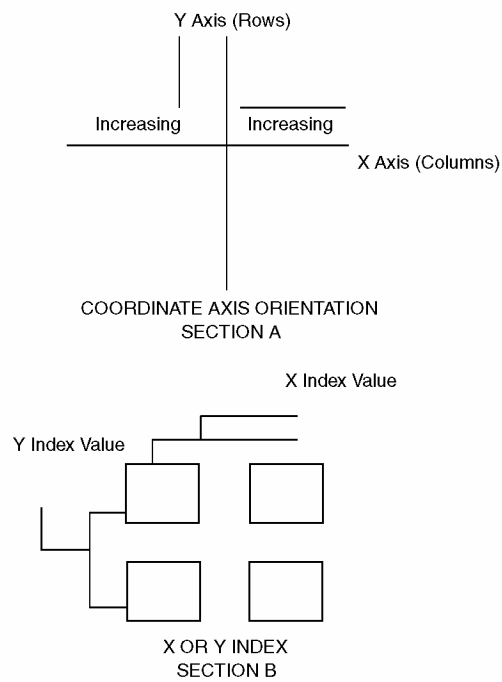 Y Axis (Rows)
Increasing
Increasing
X Axis (Columns)
COORDINATE AXIS ORIENTATION
SECTION A
X Index Value
Y Index Value
X OR Y INDEX
SECTION B